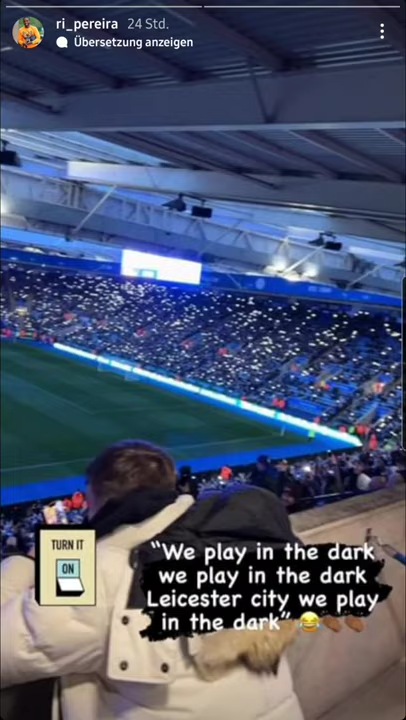 ri_pereira 24 Std.
Übersetzung anzeigen
TURN IT
ON
"We play in the dark
we play in the dark
Leicester city we play
in the dark" 😂